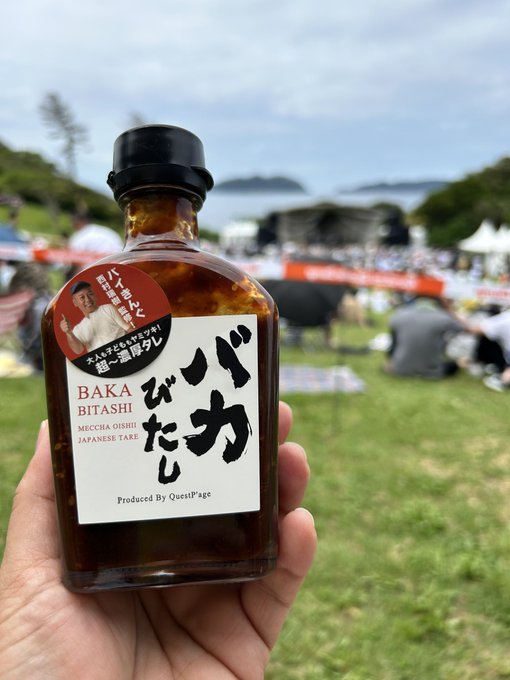 バイきんぐ
西村瑞樹 監修!
大人も子どももヤミツキ!
超〜濃厚タレ
バカ
びたし
BAKA
BITASHI
MECCHA OISHII
JAPANESE TARE
Produced By QuestP'age